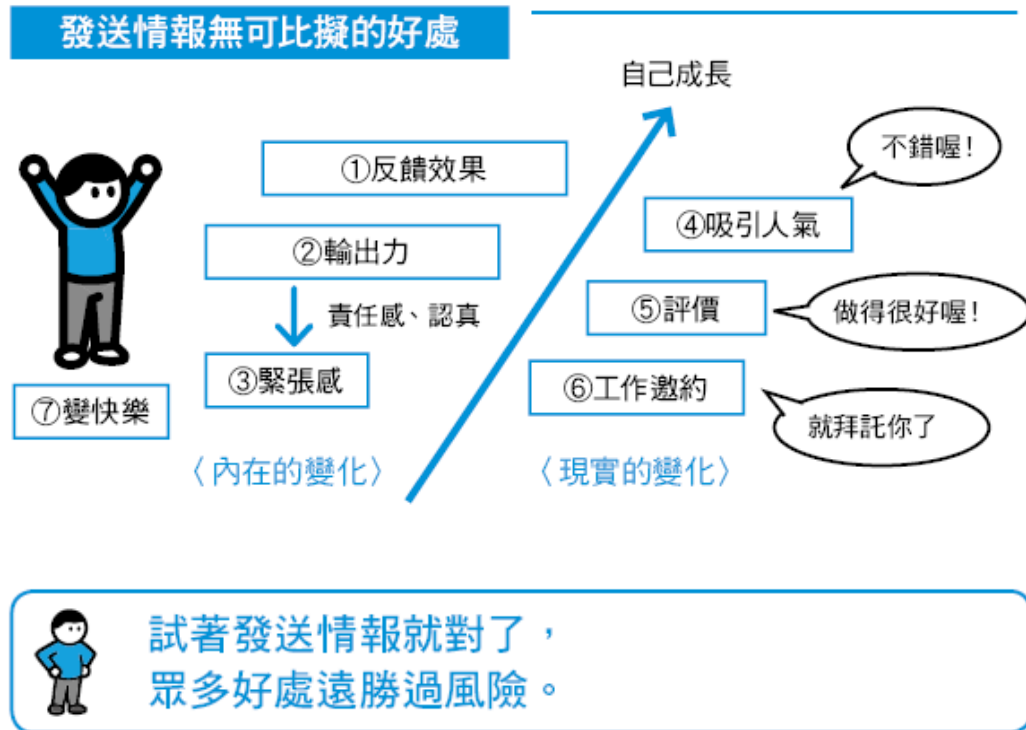 發送情報無可比擬的好處
自己成長
不錯喔！
①反饋效果
④吸引人氣
②輸出力
責任感、認真
⑤評價
做得很好喔！
③緊張感
⑥工作邀約
⑦變快樂
就拜託你了
〈內在的變化〉
〈現實的變化〉
試著發送情報就對了，
眾多好處遠勝過風險。